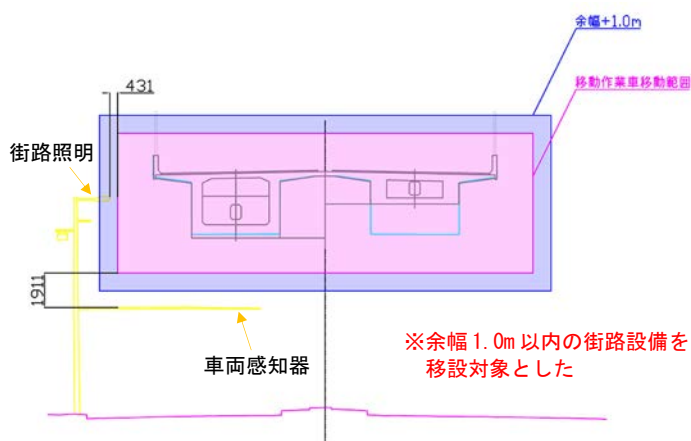 余幅+1.0m
移動作業車移動範囲
431
街路照明
1911
車両感知器
※余幅1.0m以内の街路設備を
移設対象とした